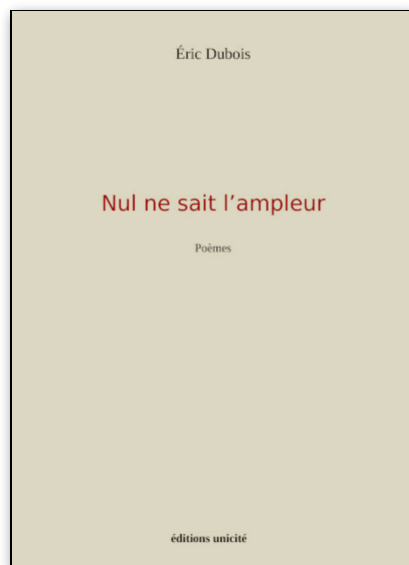 Éric Dubois
Nul ne sait l’ampleur
Poèmes
éditions unicité